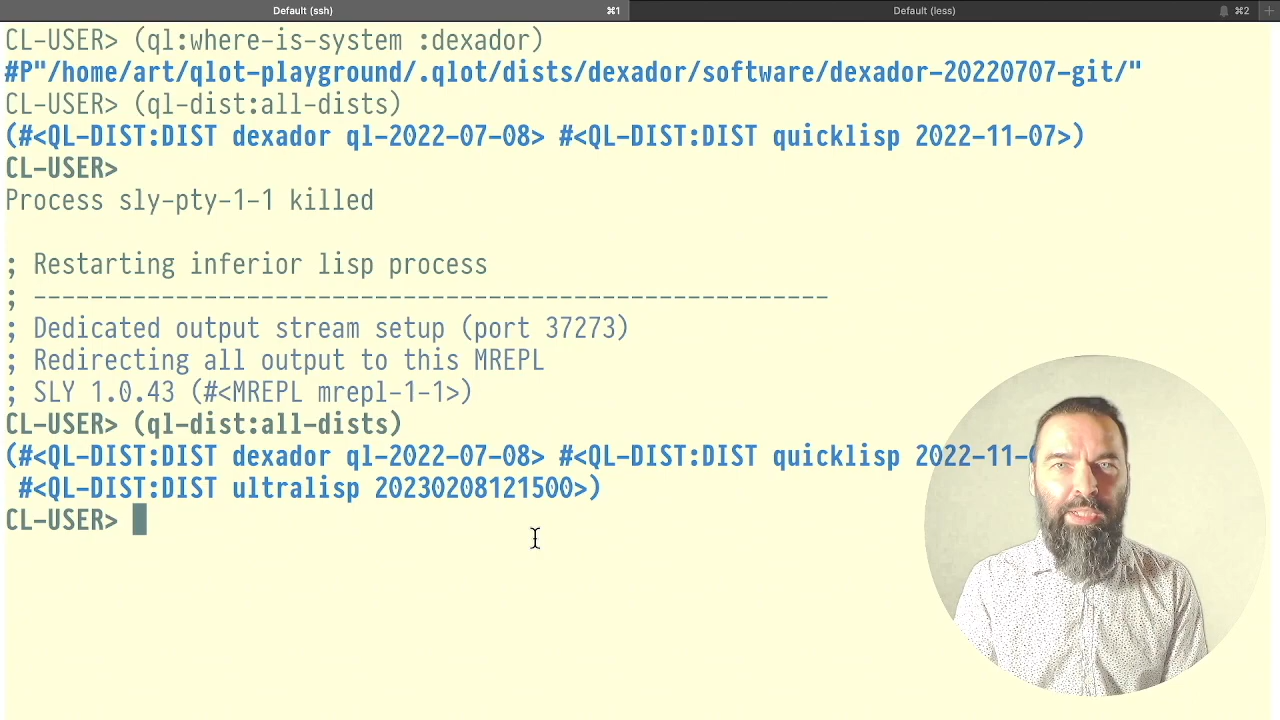 Default (ssh) ⌘1 Default (less) ⌘2 +
CL-USER> (ql:where-is-system :dexador)
#P"/home/art/qlot-playground/.qlot/dists/dexador/software/dexador-20220707-git/"
CL-USER> (ql-dist:all-dists)
(#<QL-DIST:DIST dexador ql-2022-07-08> #<QL-DIST:DIST quicklisp 2022-11-07>)
CL-USER>
Process sly-pty-1-1 killed
; Restarting inferior lisp process
; --------------------------------------------------------
; Dedicated output stream setup (port 37273)
; Redirecting all output to this MREPL
; SLY 1.0.43 (#<MREPL mrepl-1-1>)
CL-USER> (ql-dist:all-dists)
(#<QL-DIST:DIST dexador ql-2022-07-08> #<QL-DIST:DIST quicklisp 2022-11-
#<QL-DIST:DIST ultralisp 20230208121500>)
CL-USER>